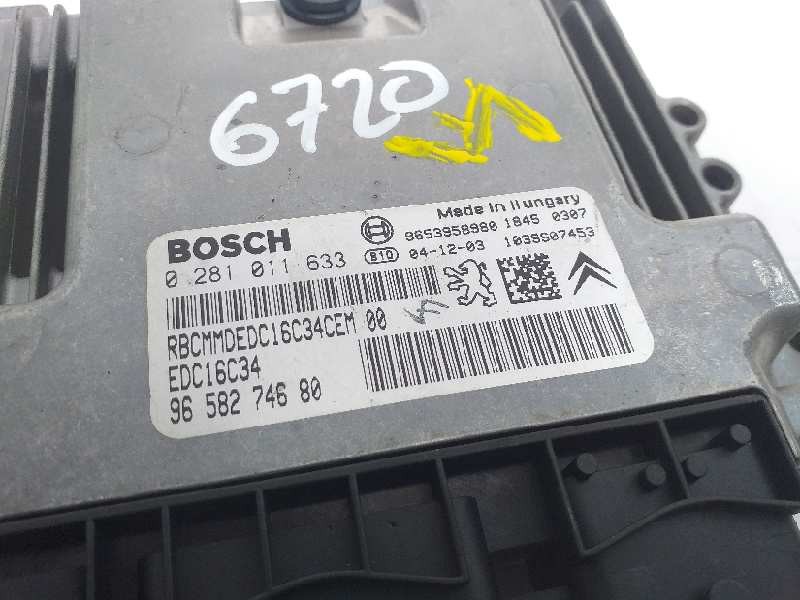 6720
BOSCH
Made in Hungary
9653958980 1845 0307
0 281 011 633
B10 04-12-03 1039S07453
RBCMMDEDC16C34CEM 00
EDC16C34
96 582 746 80